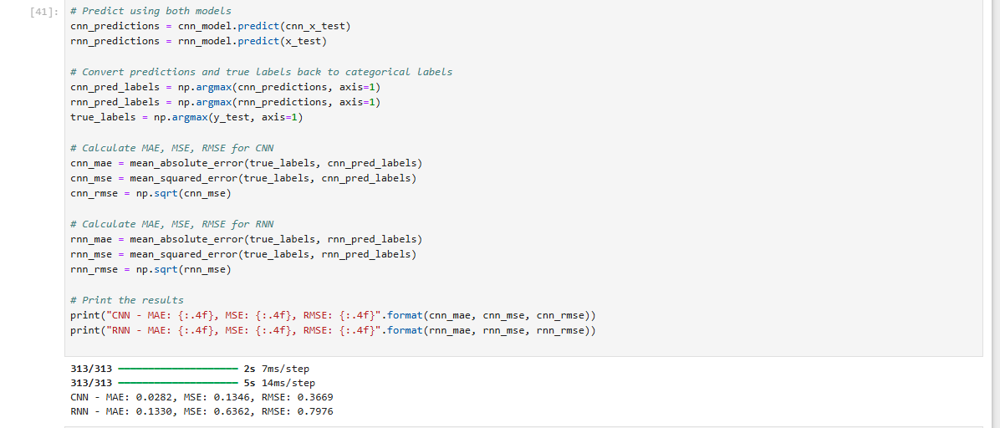 [41]:
# Predict using both models
cnn_predictions = cnn_model.predict(cnn_x_test)
rnn_predictions = rnn_model.predict(x_test)
# Convert predictions and true labels back to categorical labels
cnn_pred_labels = np.argmax(cnn_predictions, axis=1)
rnn_pred_labels = np.argmax(rnn_predictions, axis=1)
true_labels = np.argmax(y_test, axis=1)
# Calculate MAE, MSE, RMSE for CNN
cnn_mae = mean_absolute_error(true_labels, cnn_pred_labels)
cnn_mse = mean_squared_error(true_labels, cnn_pred_labels)
cnn_rmse = np.sqrt(cnn_mse)
# Calculate MAE, MSE, RMSE for RNN
rnn_mae = mean_absolute_error(true_labels, rnn_pred_labels)
rnn_mse = mean_squared_error(true_labels, rnn_pred_labels)
rnn_rmse = np.sqrt(rnn_mse)
# Print the results
print("CNN - MAE: {:.4f}, MSE: {:.4f}, RMSE: {:.4f}".format(cnn_mae, cnn_mse, cnn_rmse))
print("RNN - MAE: {:.4f}, MSE: {:.4f}, RMSE: {:.4f}".format(rnn_mae, rnn_mse, rnn_rmse))
313/313 ━━━━━━━━━━━━━━━━━━━━ 2s 7ms/step
313/313 ━━━━━━━━━━━━━━━━━━━━ 5s 14ms/step
CNN - MAE: 0.0282, MSE: 0.1346, RMSE: 0.3669
RNN - MAE: 0.1330, MSE: 0.6362, RMSE: 0.7976